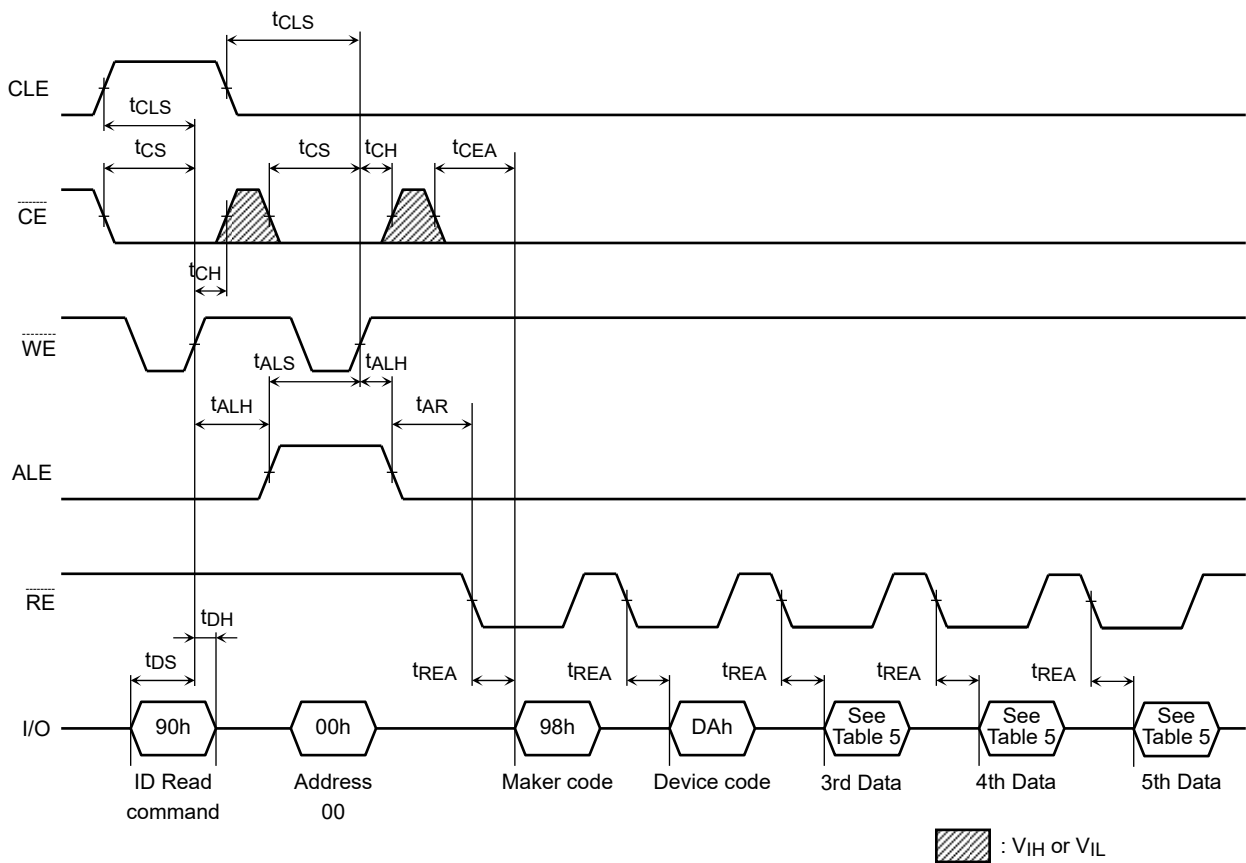 tCLS
CLE
tCLS
tCS tCS tCH tCEA
CE
tCH
WE
tALS tALH
tALH tAR
ALE
RE
tDH
tDS tREA tREA tREA tREA tREA
I/O 90h 00h 98h DAh See Table 5 See Table 5 See Table 5
ID Read command
Address 00
Maker code
Device code
3rd Data
4th Data
5th Data
: VIH or VIL